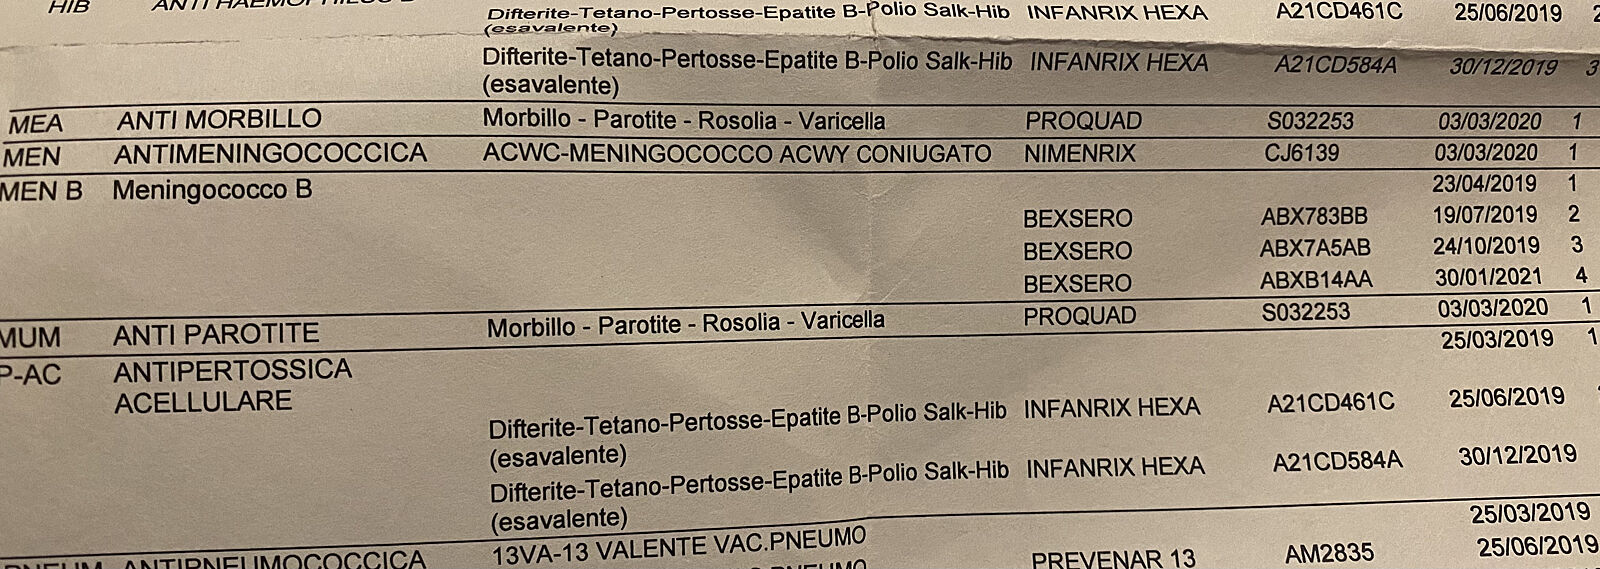 HIB ANTI HAEMOPHILUS B Difterite-Tetano-Pertosse-Epatite B-Polio Salk-Hib INFANRIX HEXA A21CD461C 25/06/2019 2
(esavalente)
Difterite-Tetano-Pertosse-Epatite B-Polio Salk-Hib INFANRIX HEXA A21CD584A 30/12/2019 3
(esavalente)
MEA ANTI MORBILLO Morbillo - Parotite - Rosolia - Varicella PROQUAD S032253 03/03/2020 1
MEN ANTIMENINGOCOCCICA ACWC-MENINGOCOCCO ACWY CONIUGATO NIMENRIX CJ6139 03/03/2020 1
MEN B Meningococco B 23/04/2019 1
BEXSERO ABX783BB 19/07/2019 2
BEXSERO ABX7A5AB 24/10/2019 3
BEXSERO ABXB14AA 30/01/2021 4
MUM ANTI PAROTITE Morbillo - Parotite - Rosolia - Varicella PROQUAD S032253 03/03/2020 1
P-AC ANTIPERTOSSICA 25/03/2019 1
ACELLULARE
Difterite-Tetano-Pertosse-Epatite B-Polio Salk-Hib INFANRIX HEXA A21CD461C 25/06/2019
(esavalente)
Difterite-Tetano-Pertosse-Epatite B-Polio Salk-Hib INFANRIX HEXA A21CD584A 30/12/2019
(esavalente)
25/03/2019
PNEUM ANTIPNEUMOCOCCICA 13VA-13 VALENTE VAC.PNEUMO PREVENAR 13 AM2835 25/06/2019
PNEUMO